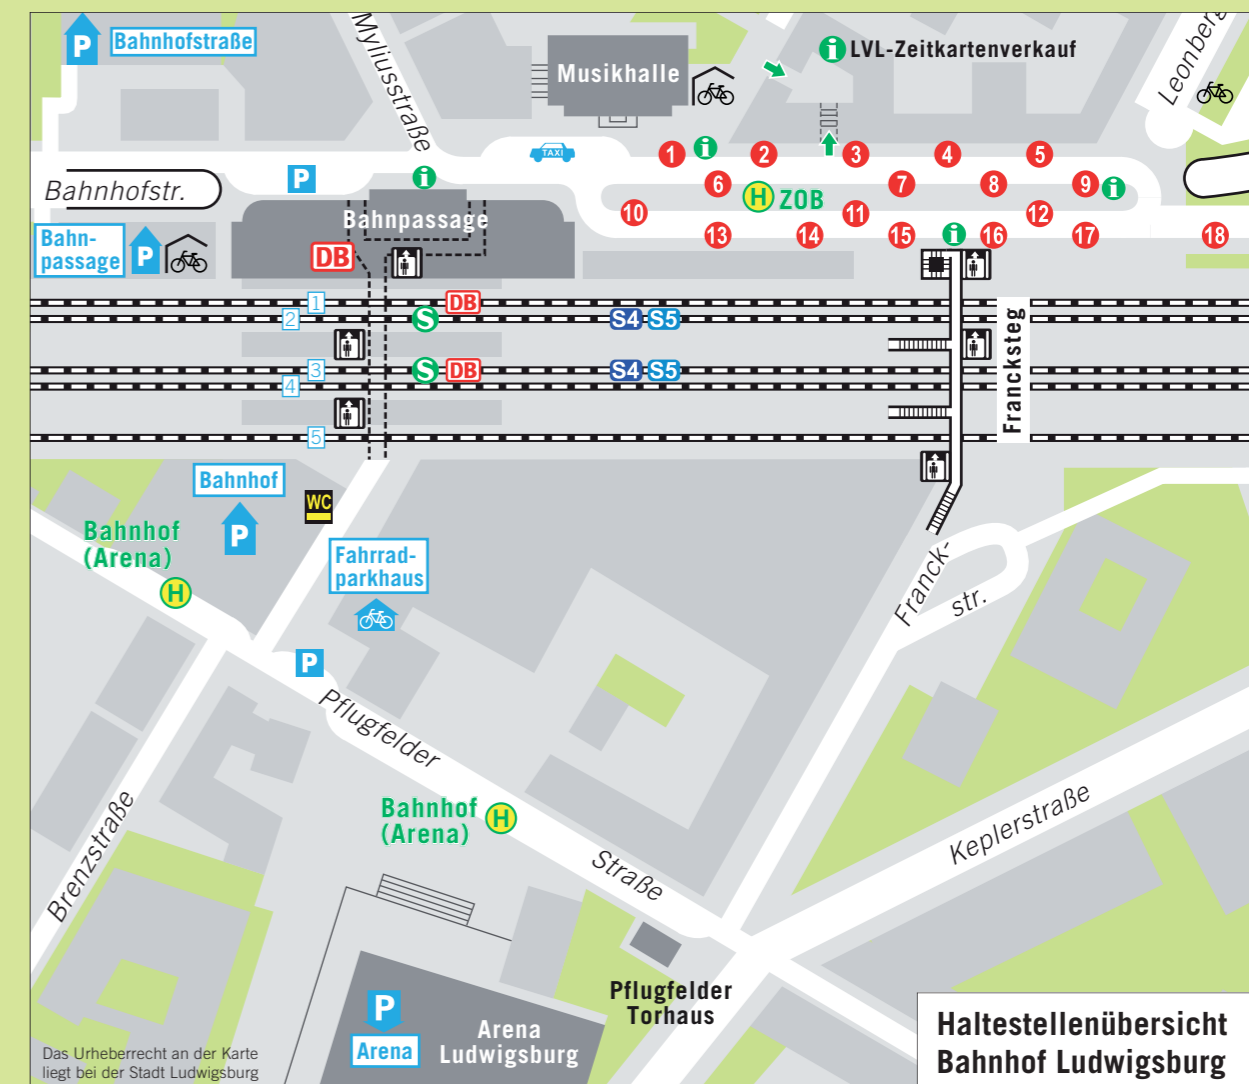 P
Bahnhofstraße
Myliusstraße
Musikhalle
i LVL-Zeitkartenverkauf
Leonberg
TAXI
1
i
2
3
4
5
Bahnhofstr.
P
i
6
H ZOB
7
8
9
i
Bahnpassage
10
11
12
Bahn-
passage
P
DB
13
14
15
i
16
17
18
1
DB
2
S
S4 S5
Francksteg
3
S
DB
S4 S5
4
5
Bahnhof
P
WC
Bahnhof
(Arena)
H
Fahrrad-
parkhaus
Franck-
str.
P
Pflugfelder
Straße
Bahnhof
(Arena)
H
Brenzstraße
Keplerstraße
Pflugfelder
Torhaus
P
Arena
Arena
Ludwigsburg
Haltestellenübersicht
Bahnhof Ludwigsburg
Das Urheberrecht an der Karte
liegt bei der Stadt Ludwigsburg